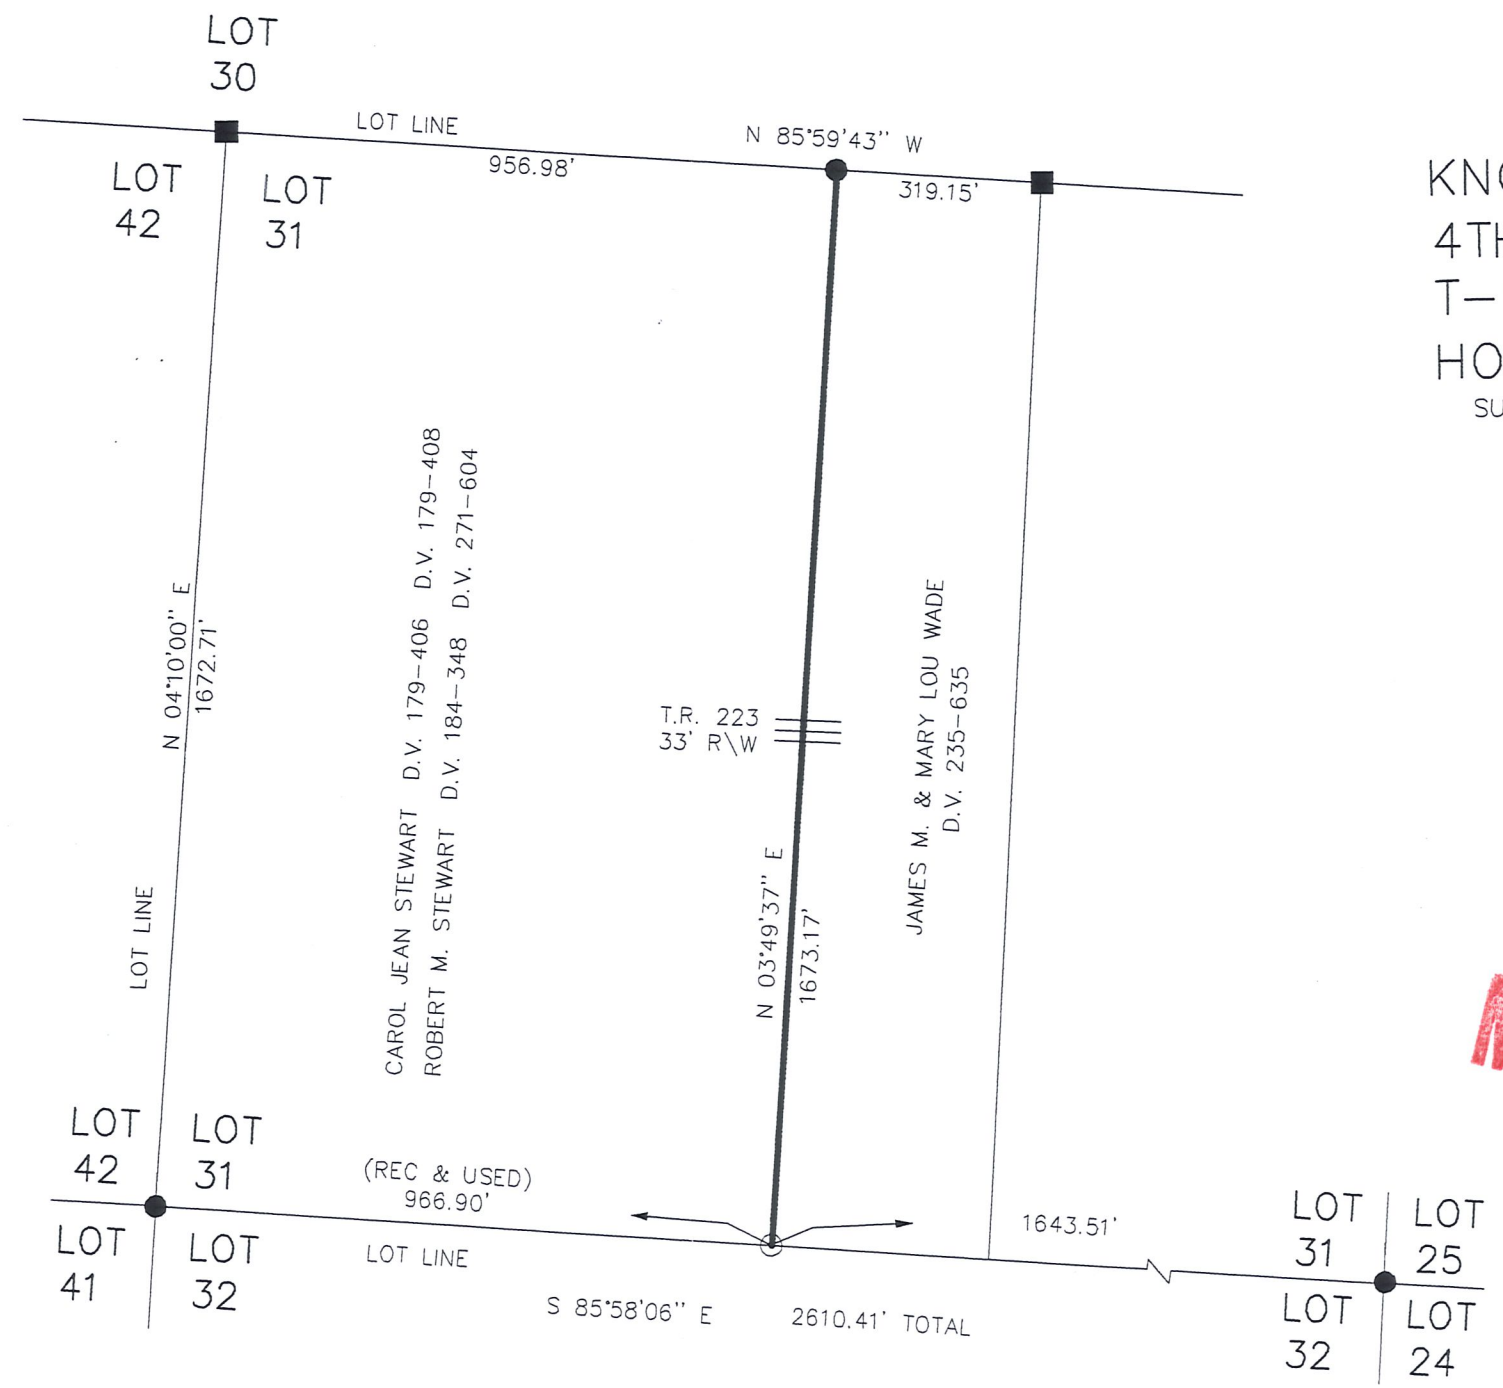 LOT
30
LOT LINE
N 85°59'43" W
956.98'
319.15'
LOT
42
LOT
31
KNO
4TH
T-
HO
SU
CAROL JEAN STEWART D.V. 179-406 D.V. 179-408
ROBERT M. STEWART D.V. 184-348 D.V. 271-604
N 04°10'00" E
1672.71'
LOT LINE
T.R. 223
33' R\W
JAMES M. & MARY LOU WADE
D.V. 235-635
N 03°49'37" E
1673.17'
LOT
42
LOT
31
(REC & USED)
966.90'
LOT
41
LOT
32
LOT LINE
1643.51'
S 85°58'06" E 2610.41' TOTAL
LOT
31
LOT
25
LOT
32
LOT
24